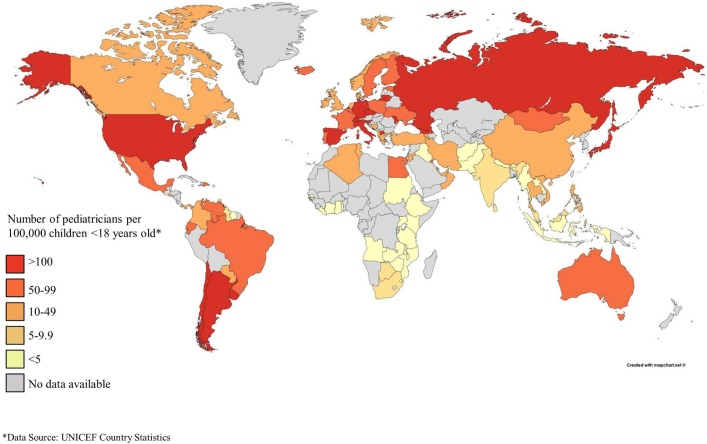 Number of pediatricians per
100,000 children <18 years old*
>100
50-99
10-49
5-9.9
<5
No data available
Created with mapchart.net ©
*Data Source: UNICEF Country Statistics